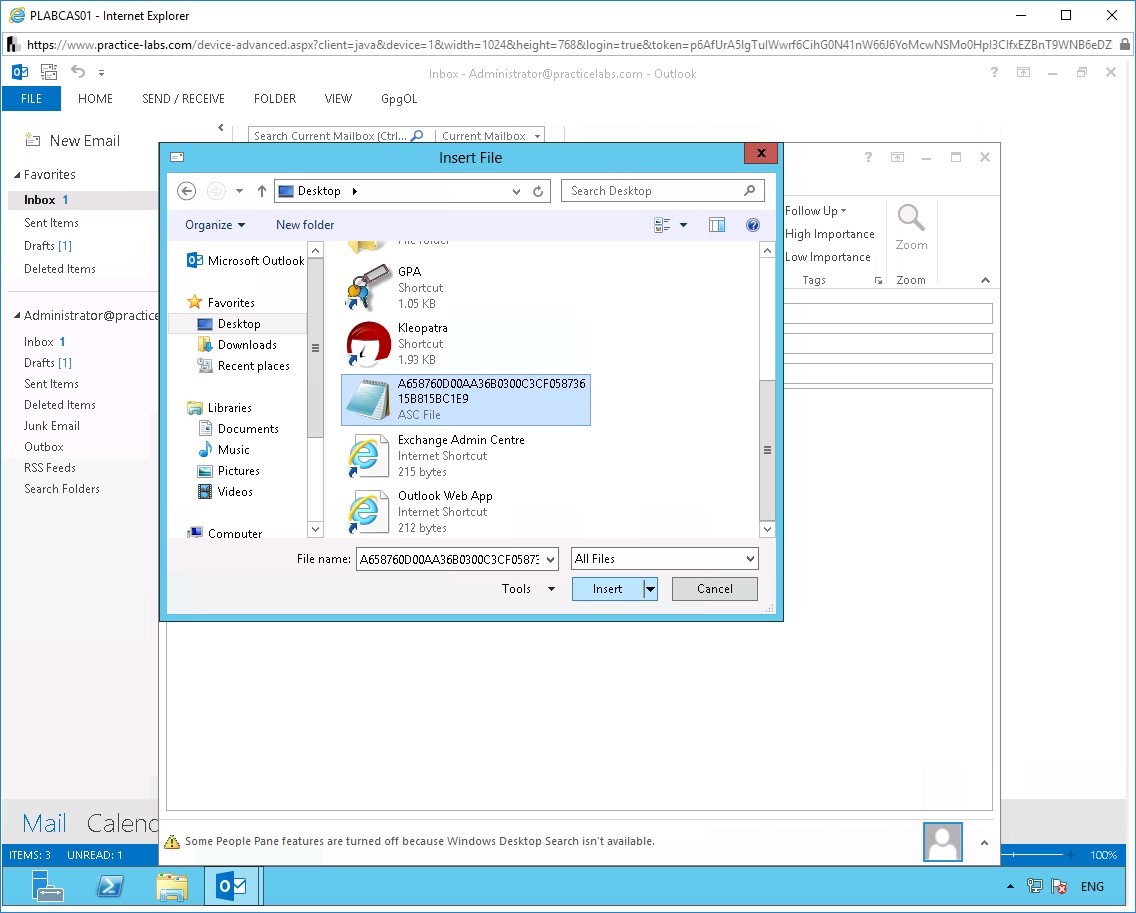 PLABCAS01 - Internet Explorer
https://www.practice-labs.com/device-advanced.aspx?client=java&device=1&width=1024&height=768&login=true&token=
Inbox - Administrator@practicelabs.com - Outlook
FILE HOME SEND / RECEIVE FOLDER VIEW GpgOL
New Email
Search Current Mailbox (Ctrl... Current Mailbox
Favorites
Inbox 1
Sent Items
Drafts [1]
Deleted Items
Administrator@practice
Inbox 1
Drafts [1]
Sent Items
Deleted Items
Junk Email
Outbox
RSS Feeds
Search Folders
Insert File
Desktop
Search Desktop
Organize New folder
Microsoft Outlook
Favorites
Desktop
Downloads
Recent places
Libraries
Documents
Music
Pictures
Videos
Computer
File folder
GPA
Shortcut
1.05 KB
Kleopatra
Shortcut
1.93 KB
A658760D00AA36B0300C3CF058736
15B815BC1E9
ASC File
Exchange Admin Centre
Internet Shortcut
215 bytes
Outlook Web App
Internet Shortcut
212 bytes
File name: A658760D00AA36B0300C3CF05873
All Files
Tools Insert Cancel
Follow Up
High Importance
Low Importance
Tags
Zoom
Zoom
Some People Pane features are turned off because Windows Desktop Search isn't available.
Mail Calend
ITEMS: 3 UNREAD: 1
100%
ENG